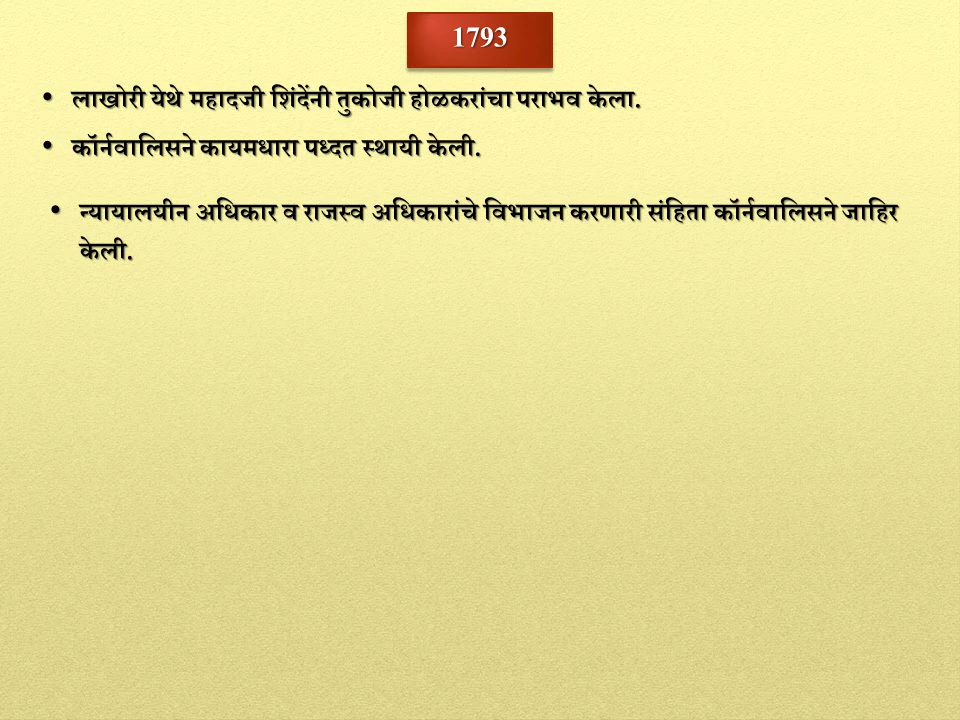 1793
• लाखोरी येथे महादजी शिंदेंनी तुकोजी होळकरांचा पराभव केला.
• कॉर्नवालिसने कायमधारा पध्दत स्थायी केली.
• न्यायालयीन अधिकार व राजस्व अधिकारांचे विभाजन करणारी संहिता कॉर्नवालिसने जाहिर
केली.